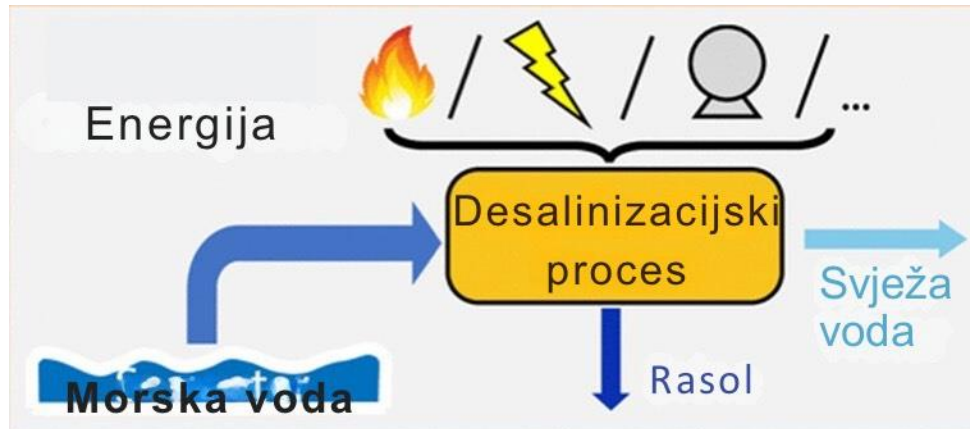 Energija
/ / / ...
Desalinizacijski
proces
Svježa
voda
Rasol
Morska voda